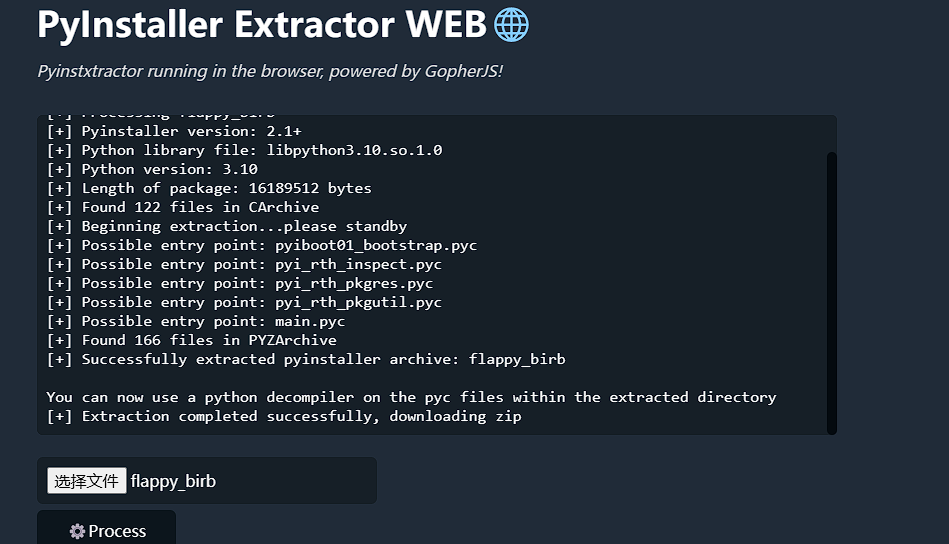 PyInstaller Extractor WEB
Pyinstxtractor running in the browser, powered by GopherJS!
[+] Processing flappy_birb
[+] Pyinstaller version: 2.1+
[+] Python library file: libpython3.10.so.1.0
[+] Python version: 3.10
[+] Length of package: 16189512 bytes
[+] Found 122 files in CArchive
[+] Beginning extraction...please standby
[+] Possible entry point: pyiboot01_bootstrap.pyc
[+] Possible entry point: pyi_rth_inspect.pyc
[+] Possible entry point: pyi_rth_pkgres.pyc
[+] Possible entry point: pyi_rth_pkgutil.pyc
[+] Possible entry point: main.pyc
[+] Found 166 files in PYZArchive
[+] Successfully extracted pyinstaller archive: flappy_birb
You can now use a python decompiler on the pyc files within the extracted directory
[+] Extraction completed successfully, downloading zip
选择文件 flappy_birb
Process